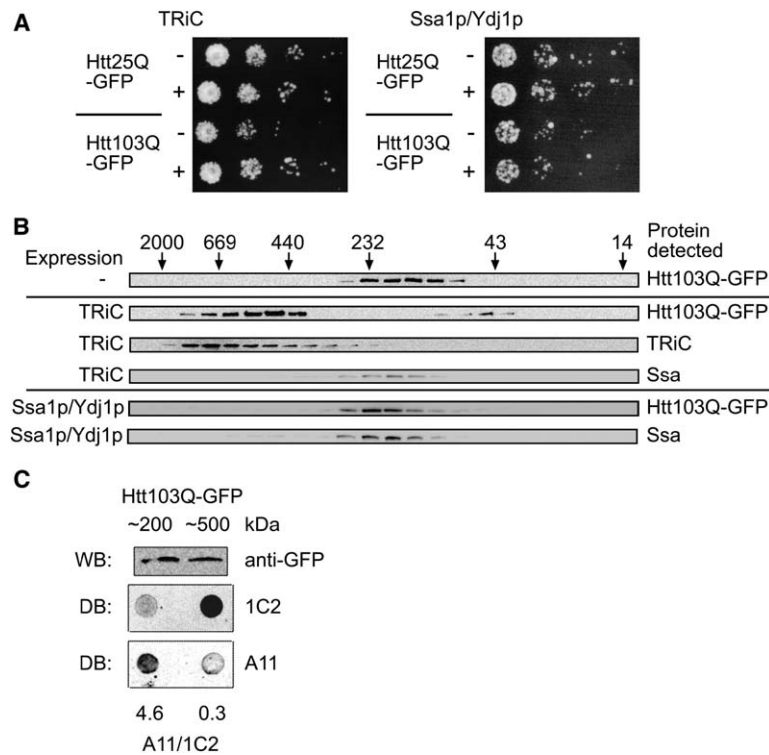 A
TRiC
Ssa1p/Ydj1p
Htt25Q
-GFP
-
+
Htt103Q
-GFP
-
+
Htt25Q
-GFP
-
+
Htt103Q
-GFP
-
+
B
Expression
2000 669 440 232 43 14
Protein
detected
- Htt103Q-GFP
TRiC Htt103Q-GFP
TRiC TRiC
TRiC Ssa
Ssa1p/Ydj1p Htt103Q-GFP
Ssa1p/Ydj1p Ssa
C
Htt103Q-GFP
~200 ~500 kDa
WB: anti-GFP
DB: 1C2
DB: A11
4.6 0.3
A11/1C2